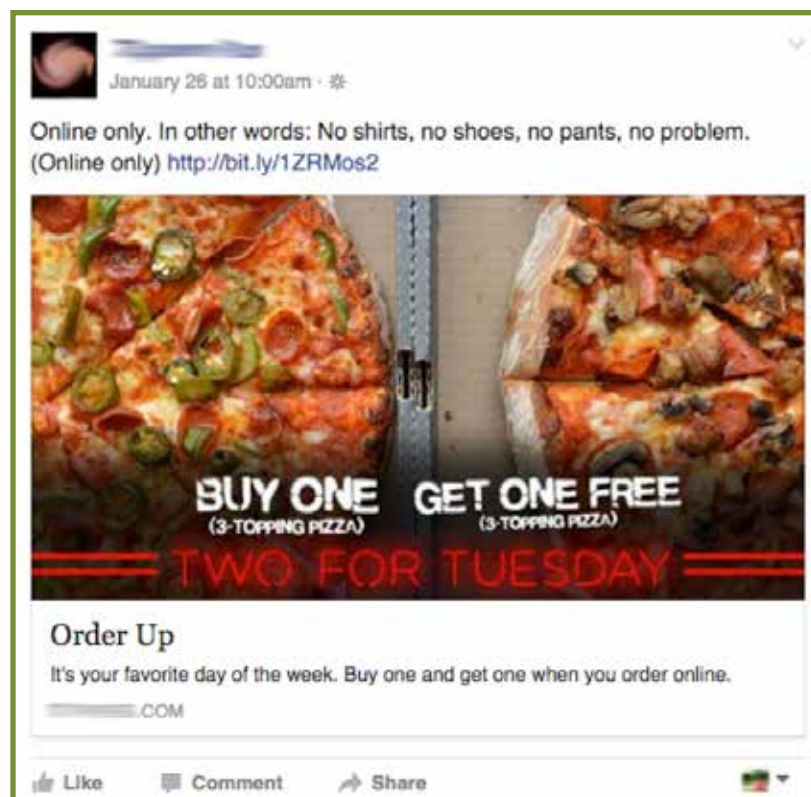 January 26 at 10:00am ·
Online only. In other words: No shirts, no shoes, no pants, no problem.
(Online only) http://bit.ly/1ZRMos2
BUY ONE GET ONE FREE
(3-TOPPING PIZZA) (3-TOPPING PIZZA)
TWO FOR TUESDAY
Order Up
It's your favorite day of the week. Buy one and get one when you order online.
.COM
Like Comment Share